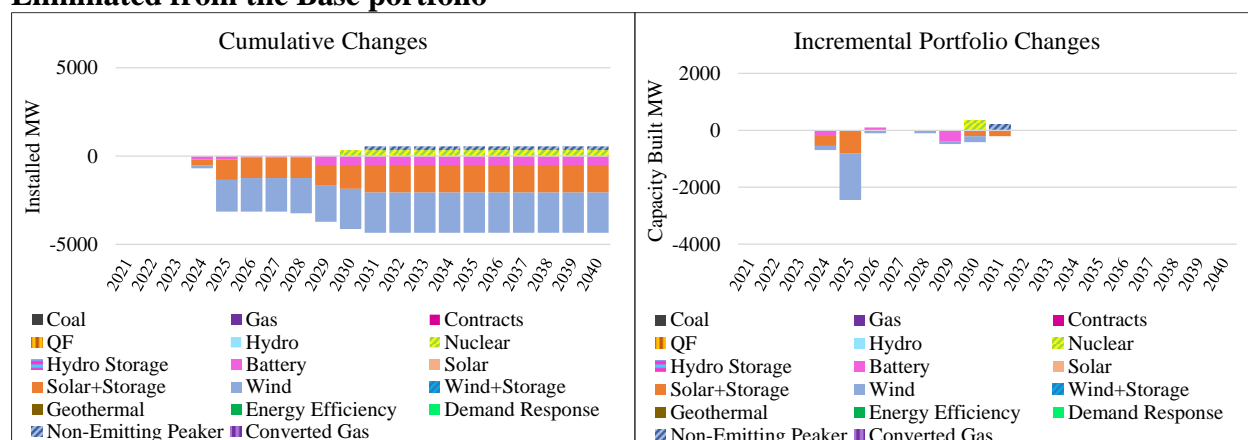 Eliminated from the Base portfolio
Cumulative Changes
5000
0
-5000
Installed MW
2021 2022 2023 2024 2025 2026 2027 2028 2029 2030 2031 2032 2033 2034 2035 2036 2037 2038 2039 2040
Coal Gas Contracts
QF Hydro Nuclear
Hydro Storage Battery Solar
Solar+Storage Wind Wind+Storage
Geothermal Energy Efficiency Demand Response
Non-Emitting Peaker Converted Gas
Incremental Portfolio Changes
2000
0
-2000
-4000
Capacity Built MW
2021 2022 2023 2024 2025 2026 2027 2028 2029 2030 2031 2032 2033 2034 2035 2036 2037 2038 2039 2040
Coal Gas Contracts
QF Hydro Nuclear
Hydro Storage Battery Solar
Solar+Storage Wind Wind+Storage
Geothermal Energy Efficiency Demand Response
Non-Emitting Peaker Converted Gas